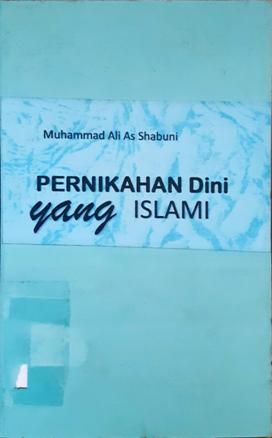 Muhammad Ali As Shabuni
PERNIKAHAN Dini
yang ISLAMI